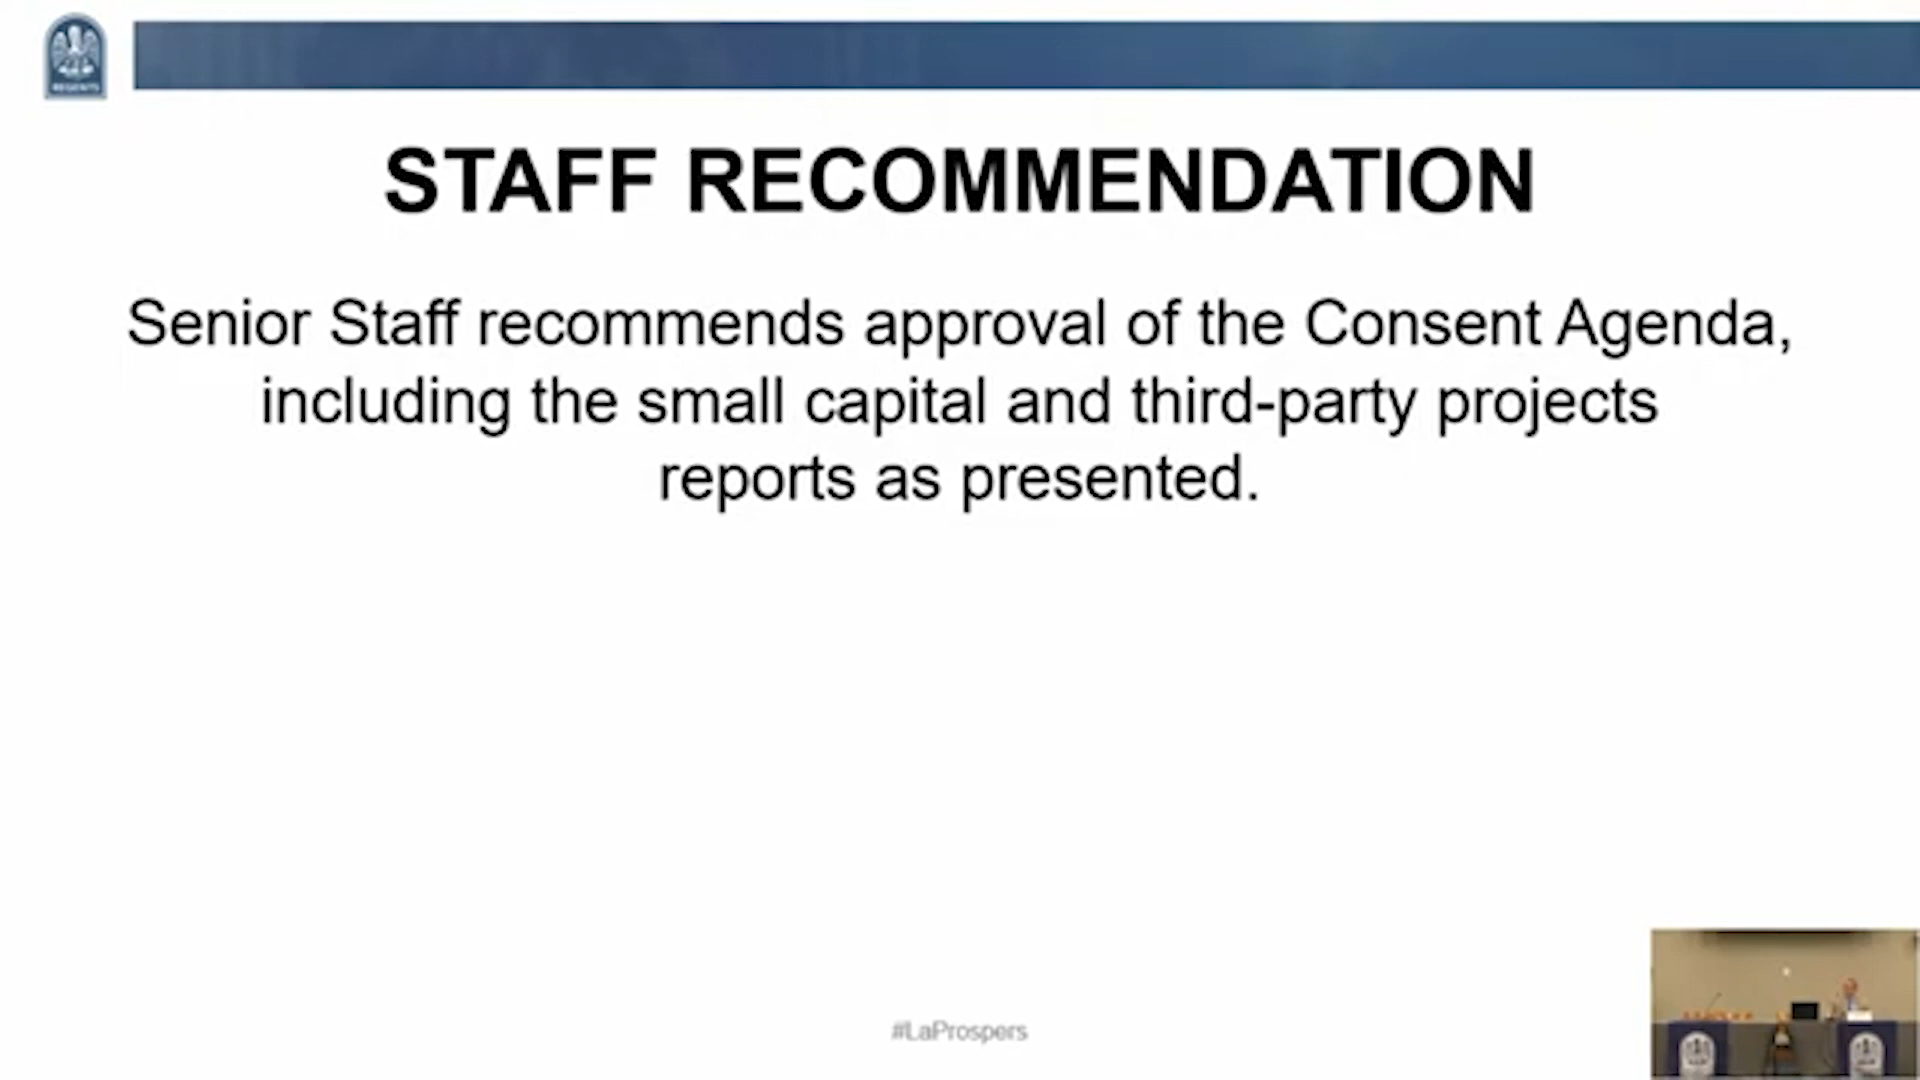 REGENTS
STAFF RECOMMENDATION
Senior Staff recommends approval of the Consent Agenda,
including the small capital and third-party projects
reports as presented.
#LaProspers